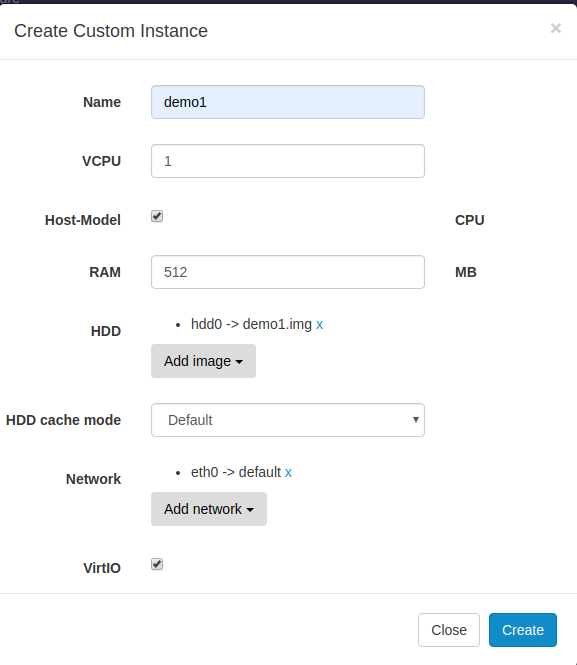 Create Custom Instance ×
Name demo1
VCPU 1
Host-Model CPU
RAM 512 MB
HDD • hdd0 -> demo1.img x
Add image
HDD cache mode Default
Network • eth0 -> default x
Add network
VirtIO
Close Create